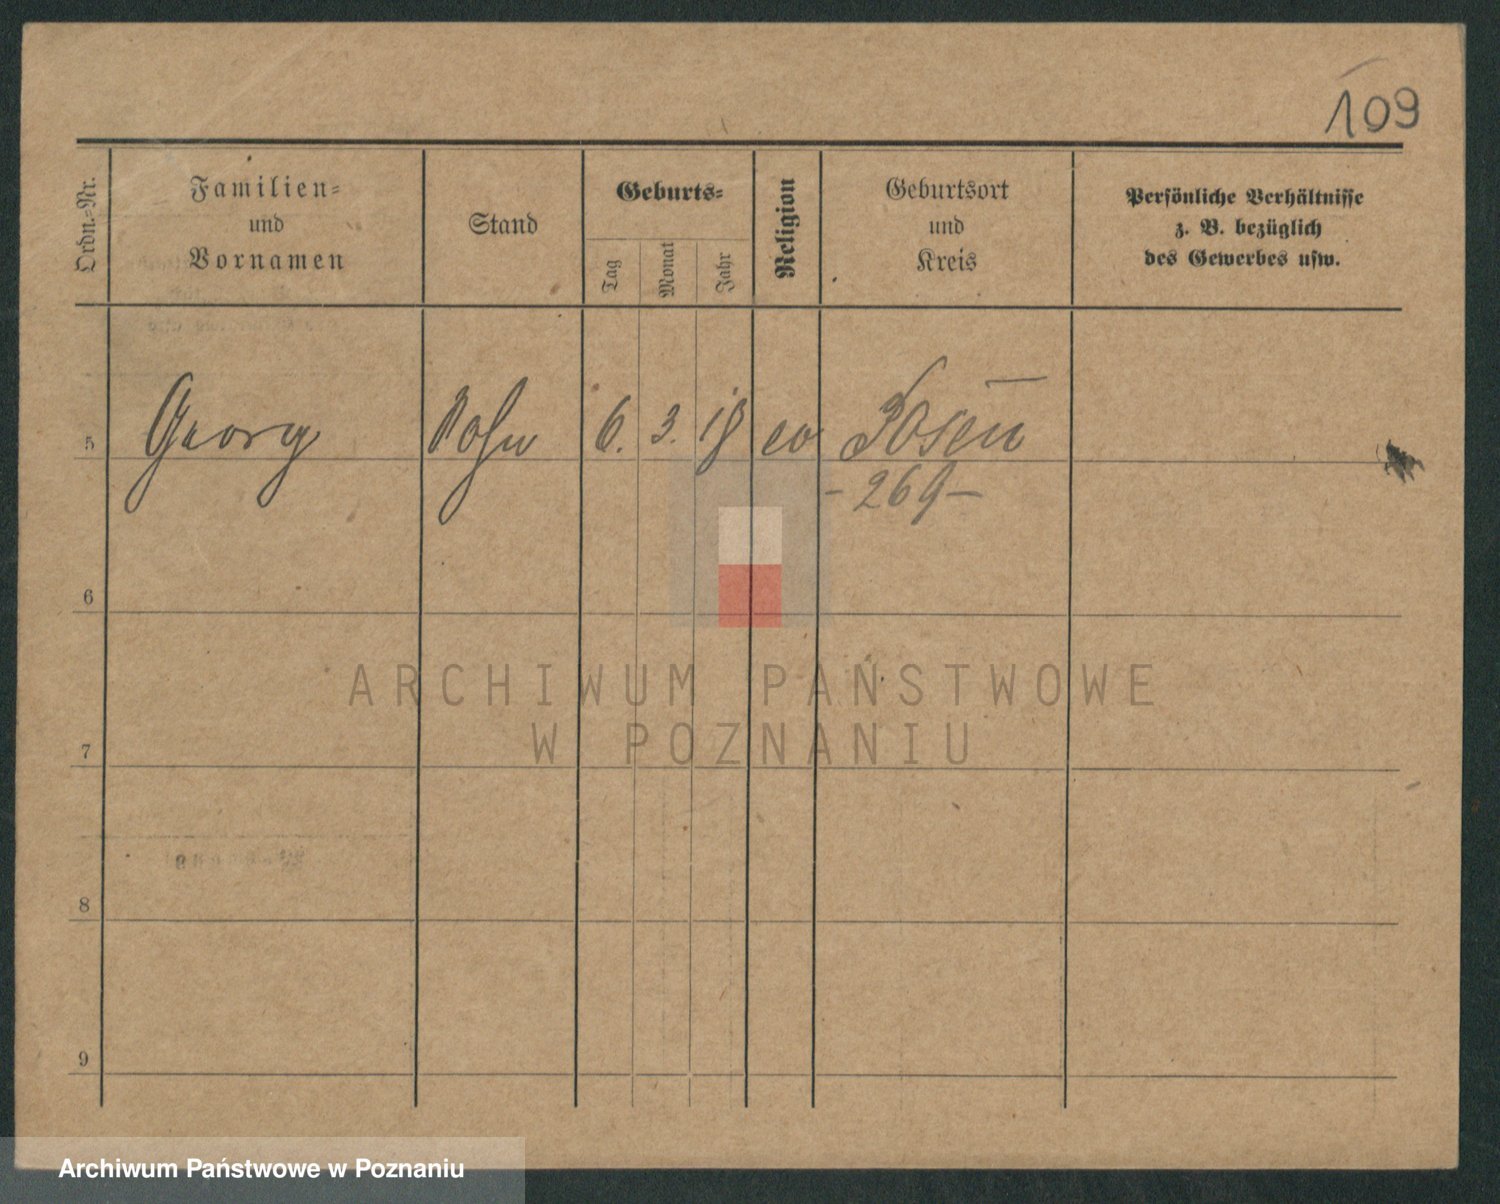 109
Ordn.-Nr.
Familien-
und
Vornamen
Stand
Geburts-
Tag
Monat
Jahr
Religion
Geburtsort
und
Kreis
Persönliche Verhältnisse
z. B. bezüglich
des Gewerbes usw.
5 Georg Sohn 6. 3. 18 ev Posen
-269-
6
7
8
9
ARCHIWUM PAŃSTWOWE
W POZNANIU
Archiwum Państwowe w Poznaniu